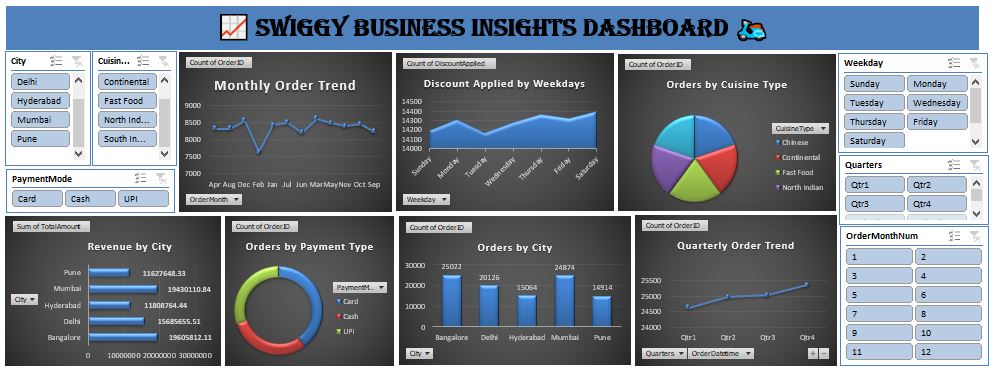 SWIGGY BUSINESS INSIGHTS DASHBOARD
City
Delhi
Hyderabad
Mumbai
Pune
Cuisin...
Continental
Fast Food
North Ind...
South In...
PaymentMode
Card
Cash
UPI
Count of OrderID
Monthly Order Trend
9000
8500
8000
7500
7000
Apr Aug Dec Feb Jan Jul Jun Mar May Nov Oct Sep
OrderMonth
Count of DiscountApplied
Discount Applied by Weekdays
14500
14400
14300
14200
14100
14000
Sunday
Monday
Tuesday
Wednesday
Thursday
Friday
Saturday
Weekday
Count of OrderID
Orders by Cuisine Type
CuisineType
Chinese
Continental
Fast Food
North Indian
Weekday
Sunday
Monday
Tuesday
Wednesday
Thursday
Friday
Saturday
Quarters
Qtr1
Qtr2
Qtr3
Qtr4
Sum of TotalAmount
Revenue by City
Pune 11627648.33
Mumbai 19430110.84
Hyderabad 11808764.44
Delhi 15685655.51
Bangalore 19605812.11
0 10000000 20000000 30000000
City
Count of OrderID
Orders by Payment Type
PaymentM...
Card
Cash
UPI
Count of OrderID
Orders by City
30000
20000
10000
0
25022
20126
15064
24874
14914
Bangalore Delhi Hyderabad Mumbai Pune
City
Count of OrderID
Quarterly Order Trend
25500
25000
24500
24000
Qtr1 Qtr2 Qtr3 Qtr4
Quarters
OrderDatetime
+ -
OrderMonthNum
1
2
3
4
5
6
7
8
9
10
11
12